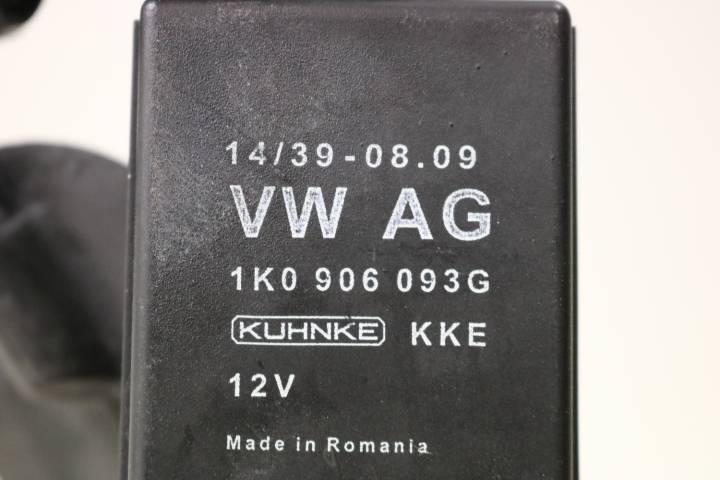 14/39-08.09
VW AG
1K0 906 093G
KUHNKE KKE
12V
Made in Romania